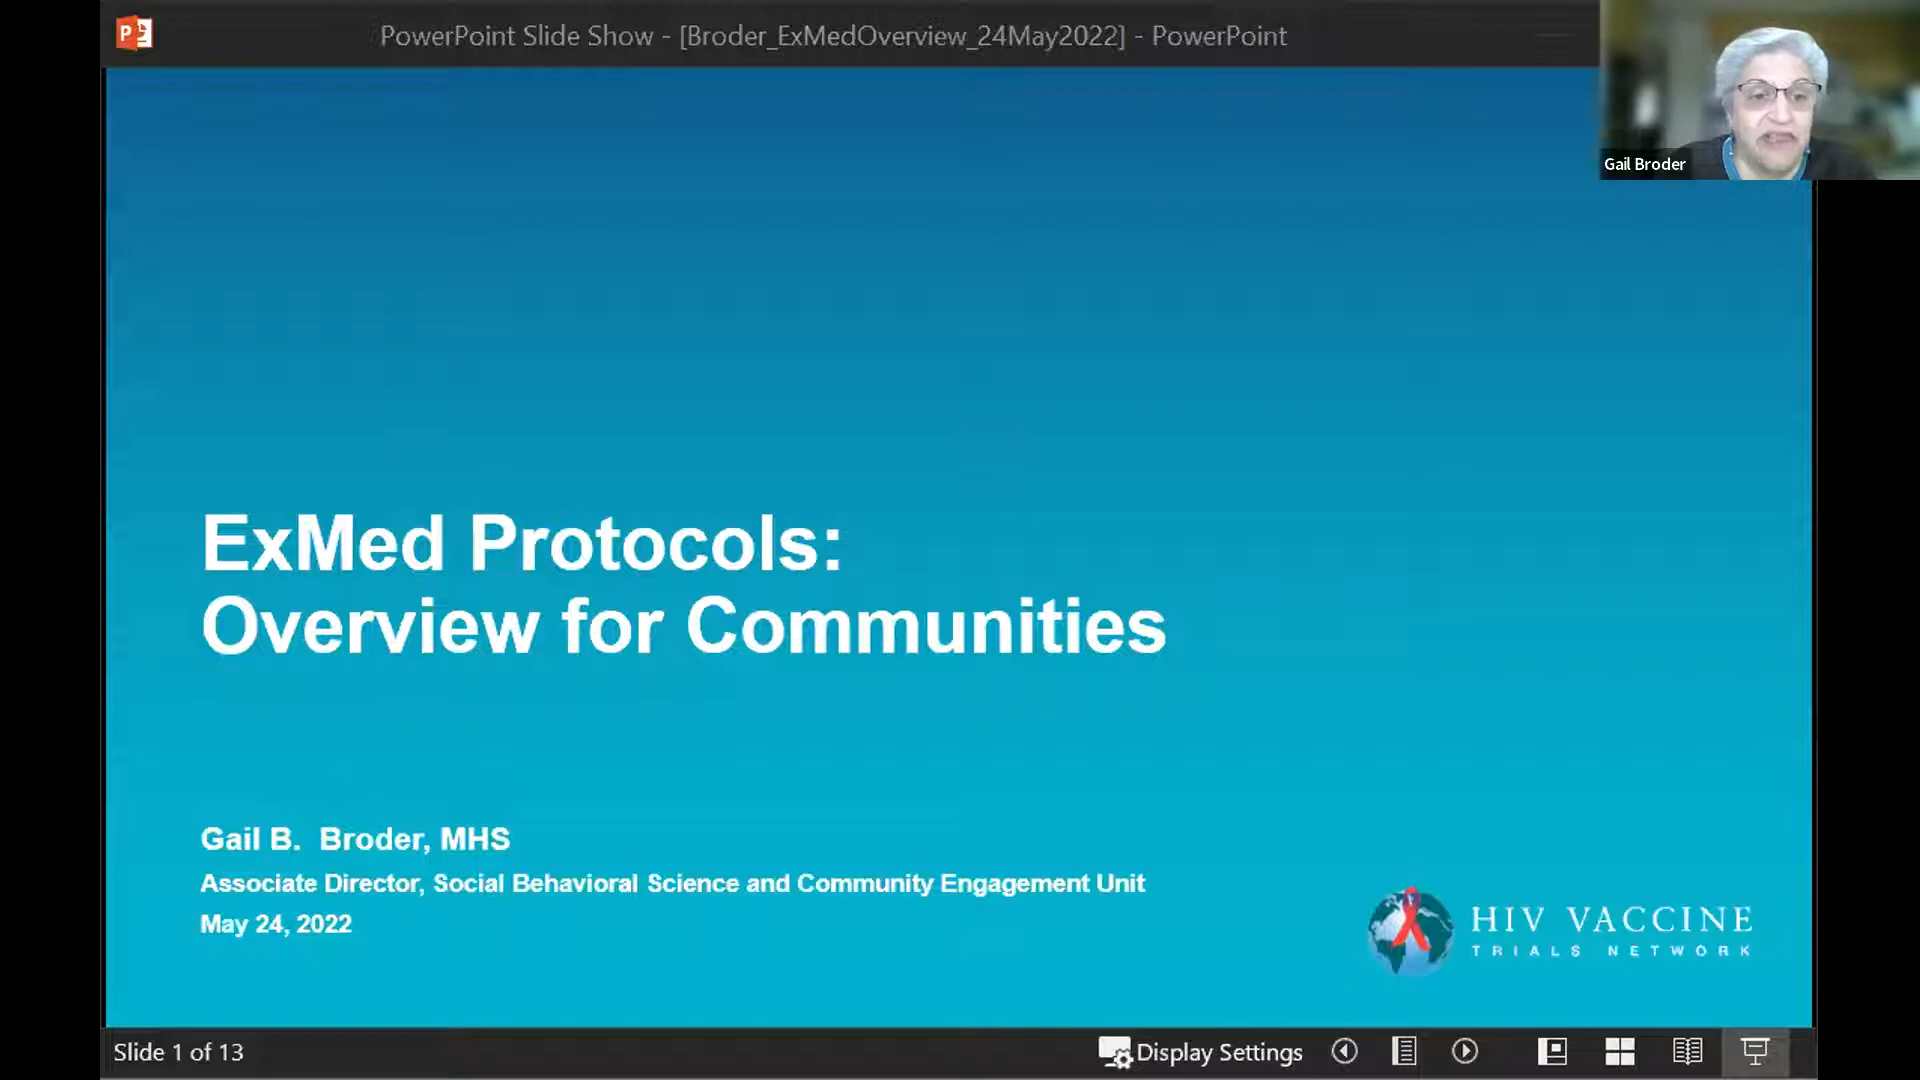 PowerPoint Slide Show - [Broder_ExMedOverview_24May2022] - PowerPoint
Gail Broder
ExMed Protocols:
Overview for Communities
Gail B. Broder, MHS
Associate Director, Social Behavioral Science and Community Engagement Unit
May 24, 2022
HIV VACCINE
TRIALS NETWORK
Slide 1 of 13
Display Settings